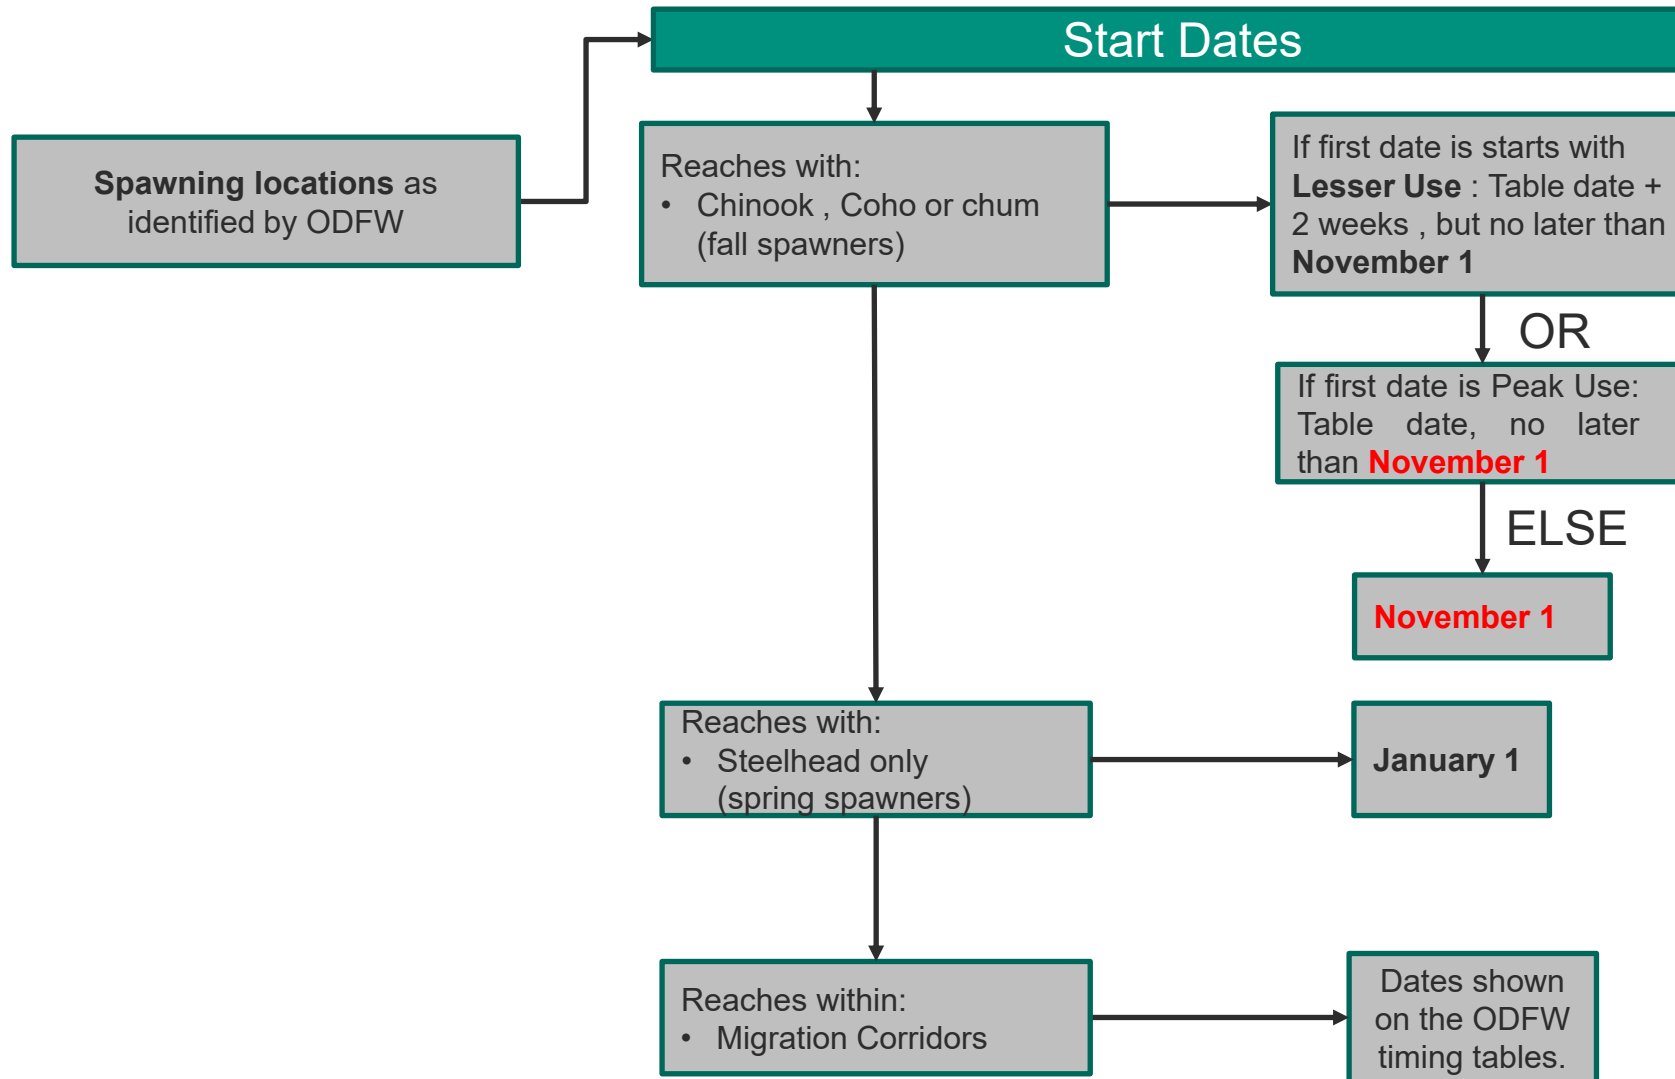 Start Dates
Spawning locations as
identified by ODFW
Reaches with:
• Chinook , Coho or chum
(fall spawners)
If first date is starts with
Lesser Use : Table date +
2 weeks , but no later than
November 1
OR
If first date is Peak Use:
Table date, no later
than November 1
ELSE
November 1
Reaches with:
• Steelhead only
(spring spawners)
January 1
Reaches within:
• Migration Corridors
Dates shown
on the ODFW
timing tables.